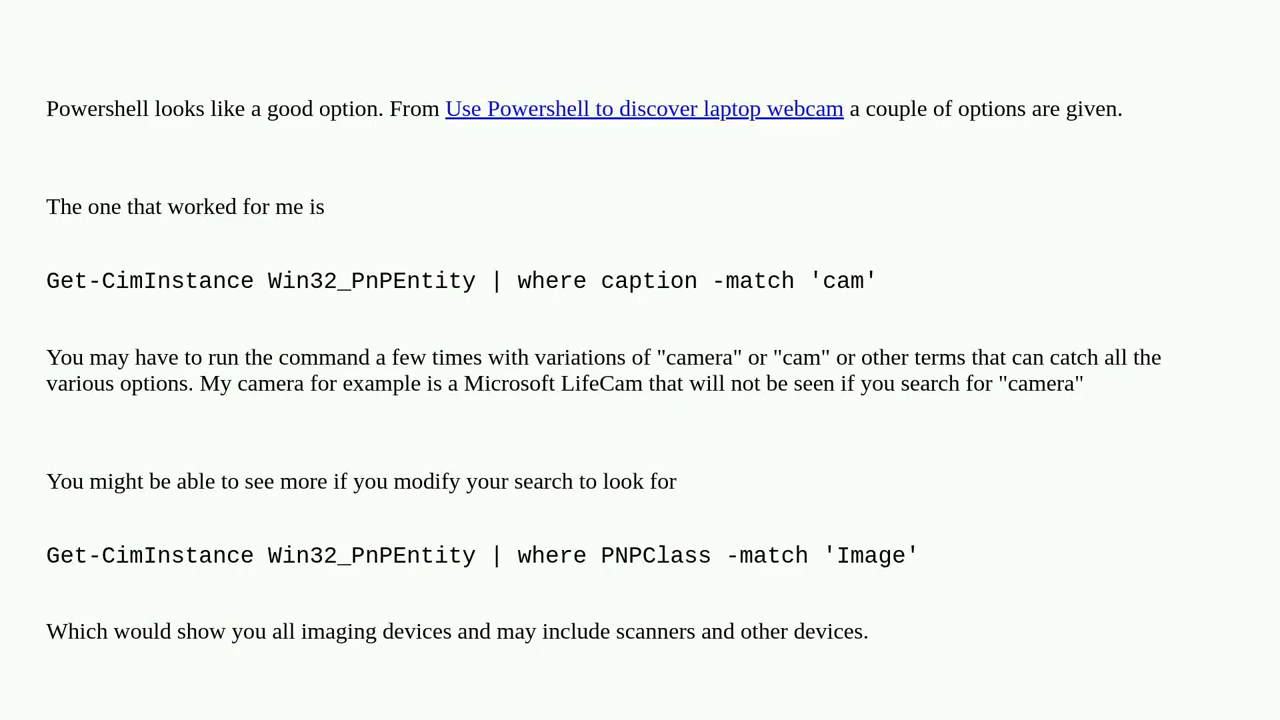 Powershell looks like a good option. From Use Powershell to discover laptop webcam a couple of options are given.
The one that worked for me is
Get-CimInstance Win32_PnPEntity | where caption -match 'cam'
You may have to run the command a few times with variations of "camera" or "cam" or other terms that can catch all the
various options. My camera for example is a Microsoft LifeCam that will not be seen if you search for "camera"
You might be able to see more if you modify your search to look for
Get-CimInstance Win32_PnPEntity | where PNPClass -match 'Image'
Which would show you all imaging devices and may include scanners and other devices.